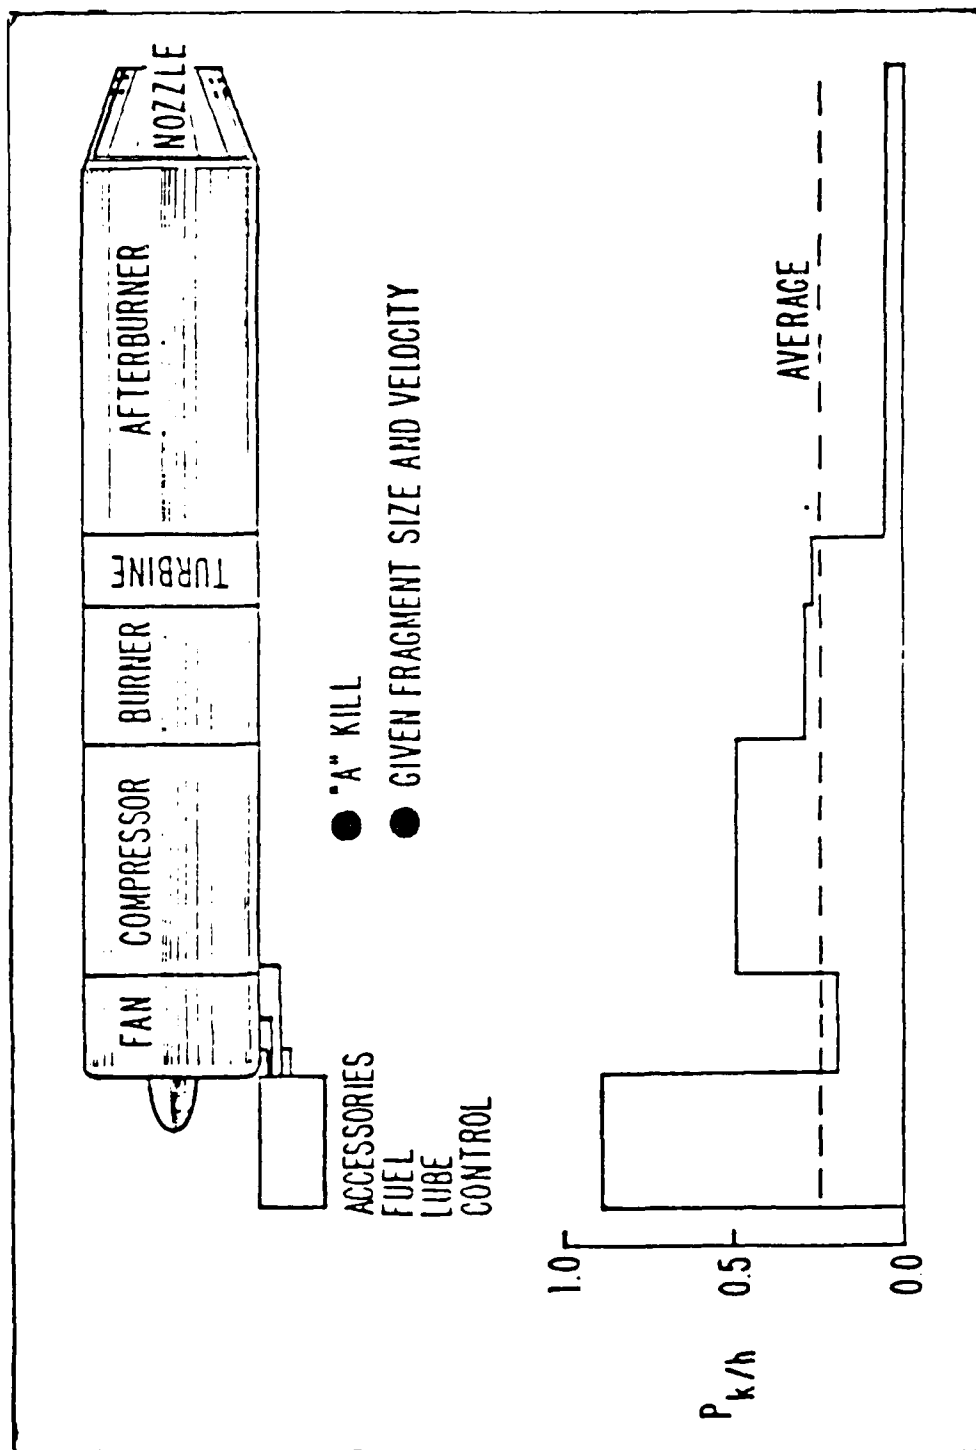 FAN
COMPRESSOR
BURNER
TURBINE
AFTERBURNER
NOZZLE
ACCESSORIES
FUEL
LUBE
CONTROL
● "A" KILL
● GIVEN FRAGMENT SIZE AND VELOCITY
P k/h
1.0
0.5
0.0
AVERAGE